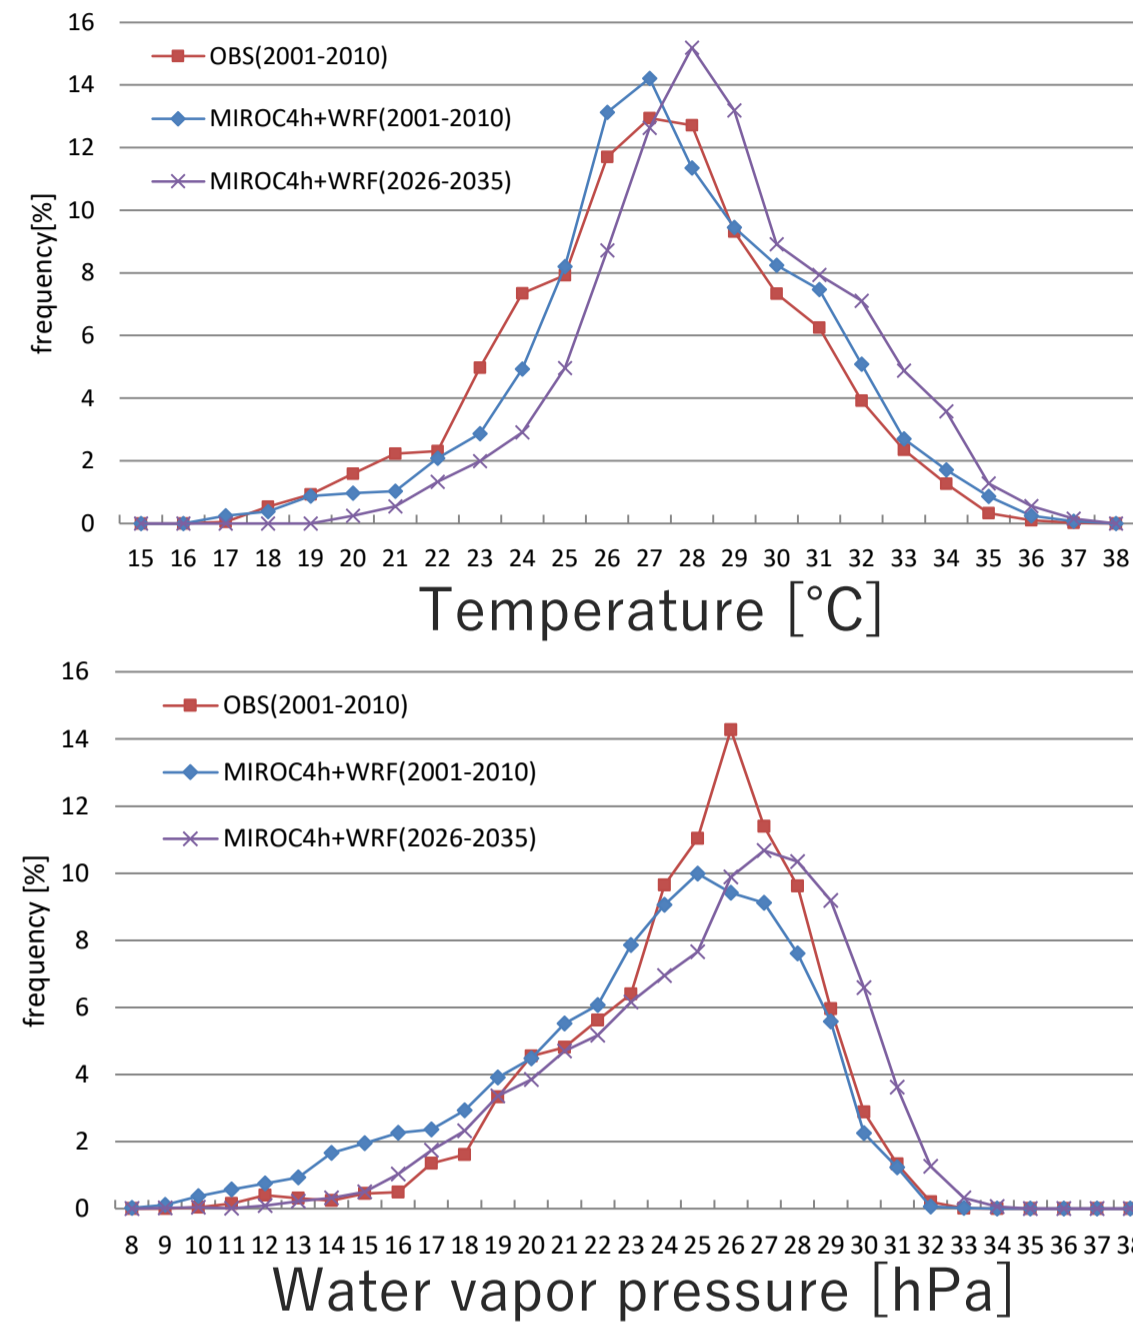 16
14
12
10
8
6
4
2
0
frequency[%]
OBS(2001-2010)
MIROC4h+WRF(2001-2010)
MIROC4h+WRF(2026-2035)
15 16 17 18 19 20 21 22 23 24 25 26 27 28 29 30 31 32 33 34 35 36 37 38
Temperature [°C]
16
14
12
10
8
6
4
2
0
frequency [%]
OBS(2001-2010)
MIROC4h+WRF(2001-2010)
MIROC4h+WRF(2026-2035)
8 9 10 11 12 13 14 15 16 17 18 19 20 21 22 23 24 25 26 27 28 29 30 31 32 33 34 35 36 37 38
Water vapor pressure [hPa]